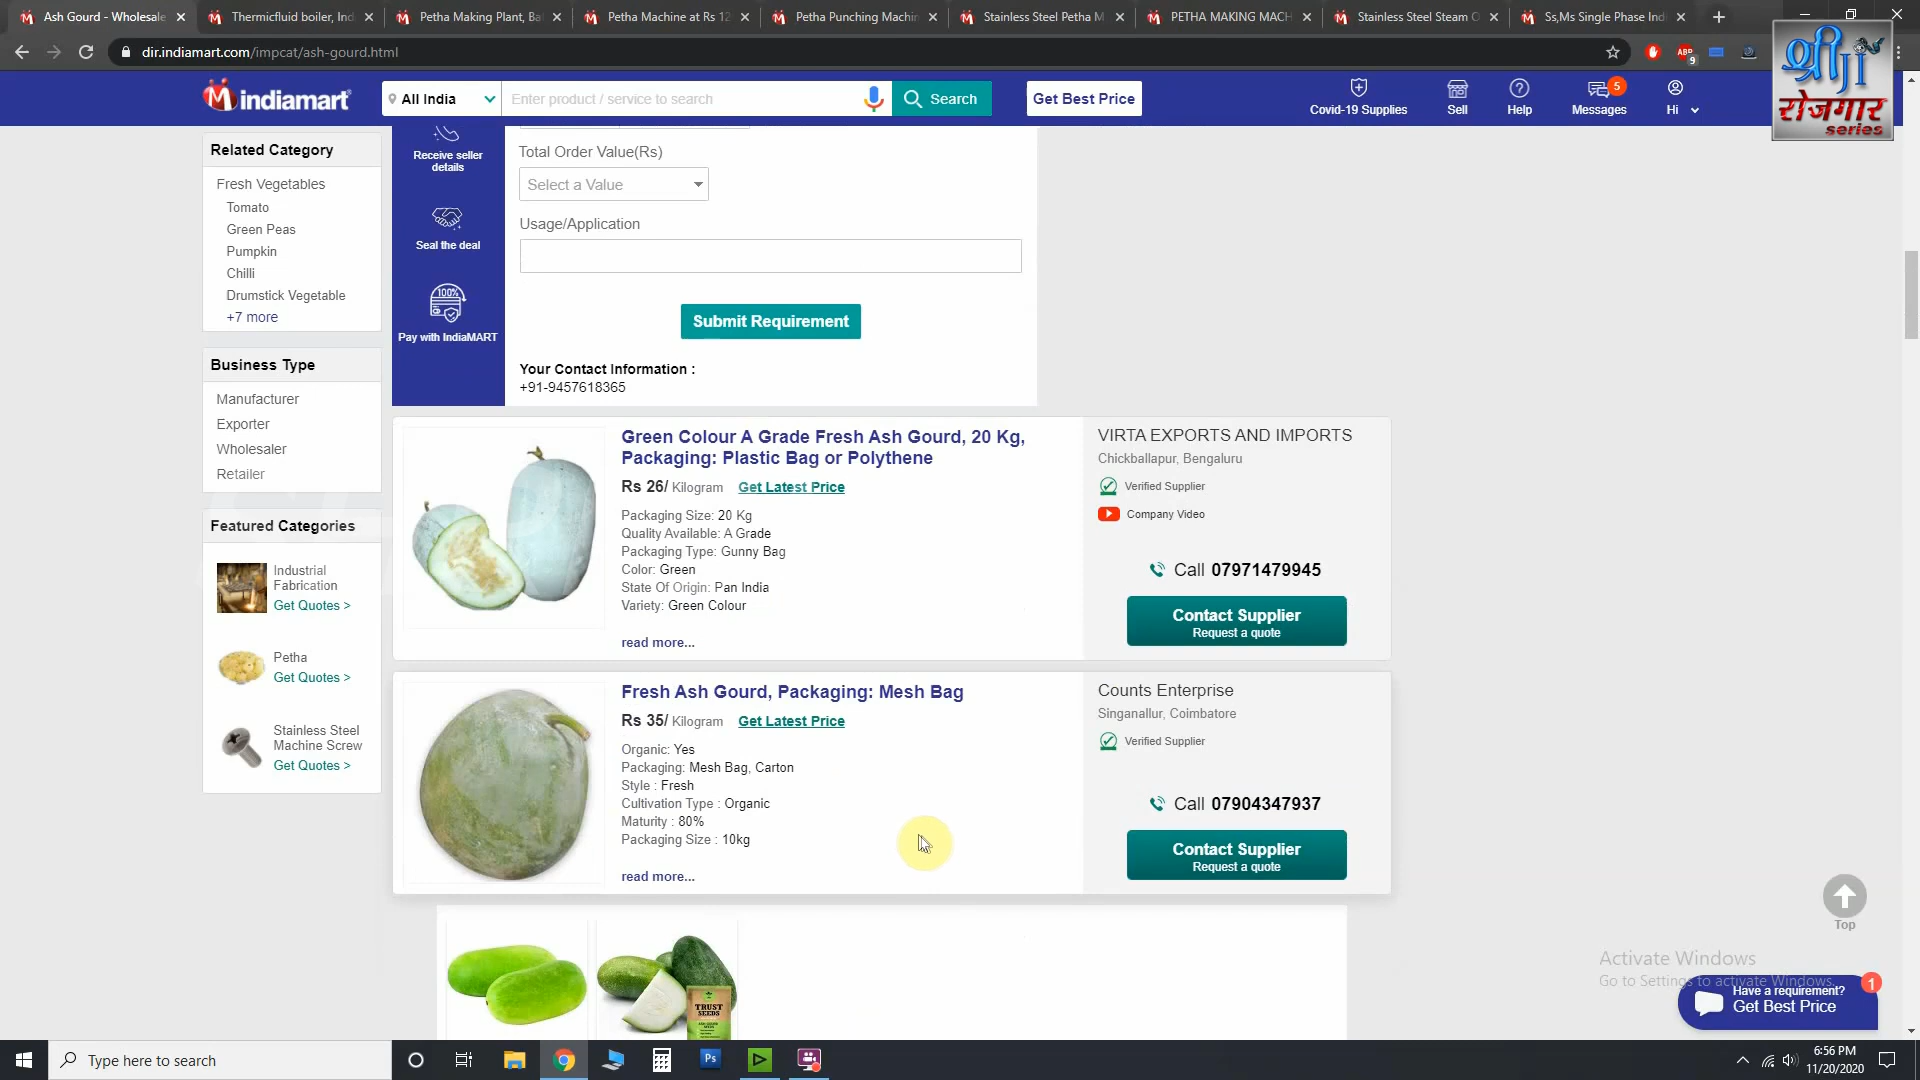 Ash Gourd - Wholesale
Thermicfluid boiler, Ind
Petha Making Plant, Ba
Petha Machine at Rs 12
Petha Punching Machin
Stainless Steel Petha M
PETHA MAKING MACH
Stainless Steel Steam O
Ss,Ms Single Phase Ind
dir.indiamart.com/impcat/ash-gourd.html
ABP
9
श्रीजी
रोजगार
series
indiamart
All India
Enter product / service to search
Search
Get Best Price
Covid-19 Supplies
Sell
Help
Messages
5
Hi
Related Category
Fresh Vegetables
Tomato
Green Peas
Pumpkin
Chilli
Drumstick Vegetable
+7 more
Business Type
Manufacturer
Exporter
Wholesaler
Retailer
Featured Categories
Industrial
Fabrication
Get Quotes >
Petha
Get Quotes >
Stainless Steel
Machine Screw
Get Quotes >
Receive seller
details
Seal the deal
100%
Pay with IndiaMART
Total Order Value(Rs)
Select a Value
Usage/Application
Submit Requirement
Your Contact Information :
+91-9457618365
Green Colour A Grade Fresh Ash Gourd, 20 Kg,
Packaging: Plastic Bag or Polythene
Rs 26/ Kilogram Get Latest Price
Packaging Size: 20 Kg
Quality Available: A Grade
Packaging Type: Gunny Bag
Color: Green
State Of Origin: Pan India
Variety: Green Colour
read more...
VIRTA EXPORTS AND IMPORTS
Chickballapur, Bengaluru
Verified Supplier
Company Video
Call 07971479945
Contact Supplier
Request a quote
Fresh Ash Gourd, Packaging: Mesh Bag
Rs 35/ Kilogram Get Latest Price
Organic: Yes
Packaging: Mesh Bag, Carton
Style : Fresh
Cultivation Type : Organic
Maturity : 80%
Packaging Size : 10kg
read more...
Counts Enterprise
Singanallur, Coimbatore
Verified Supplier
Call 07904347937
Contact Supplier
Request a quote
TRUST
SEEDS
Top
Activate Windows
Go to Settings to activate Windows.
Have a requirement?
Get Best Price
1
Type here to search
Ps
6:56 PM
11/20/2020